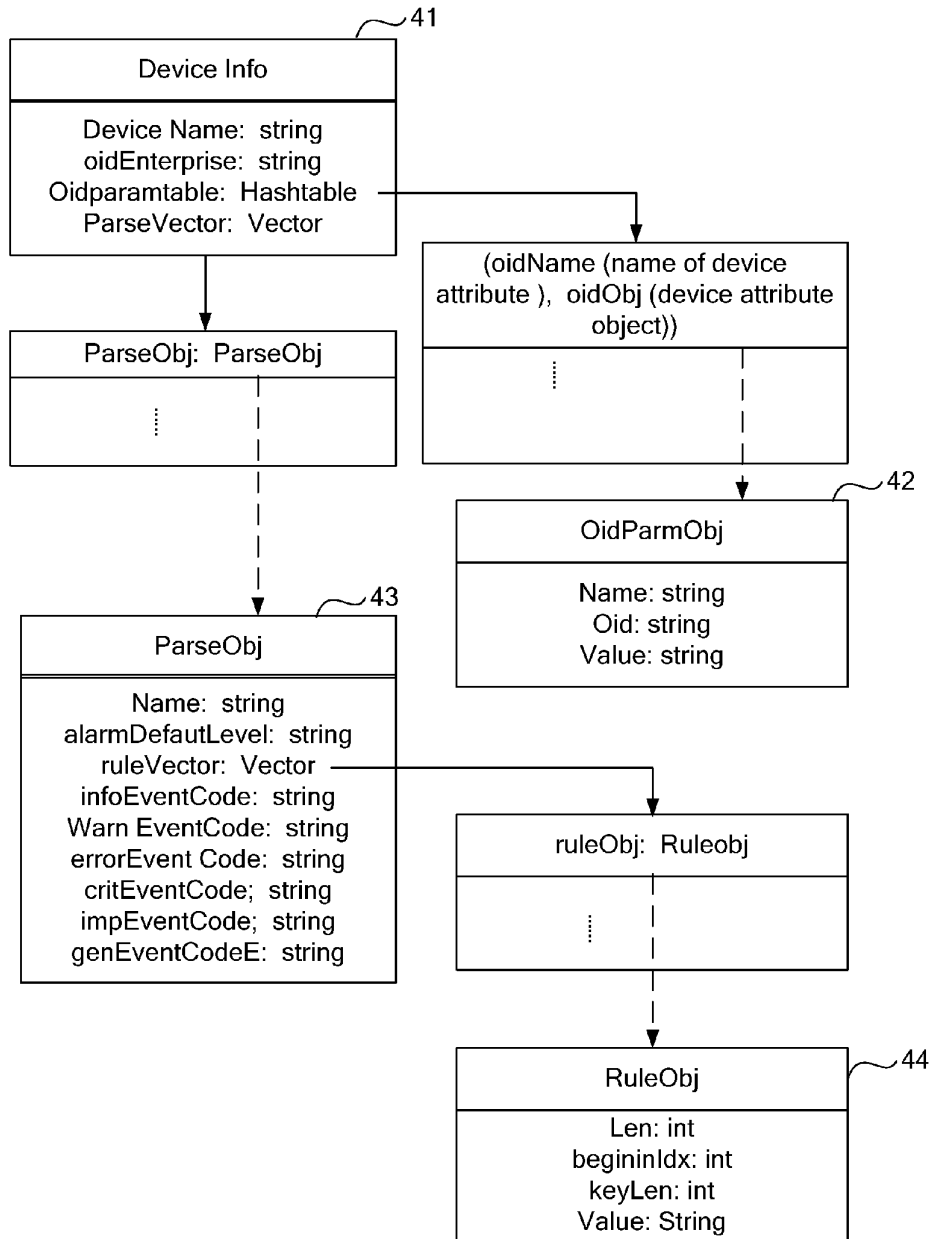 41
Device Info
Device Name: string
oidEnterprise: string
Oidparamtable: Hashtable
ParseVector: Vector
(oidName (name of device
attribute ), oidObj (device attribute
object))
ParseObj: ParseObj
42
OidParmObj
Name: string
Oid: string
Value: string
43
ParseObj
Name: string
alarmDefautLevel: string
ruleVector: Vector
infoEventCode: string
Warn EventCode: string
errorEvent Code: string
critEventCode; string
impEventCode; string
genEventCodeE: string
ruleObj: Ruleobj
44
RuleObj
Len: int
begininIdx: int
keyLen: int
Value: String